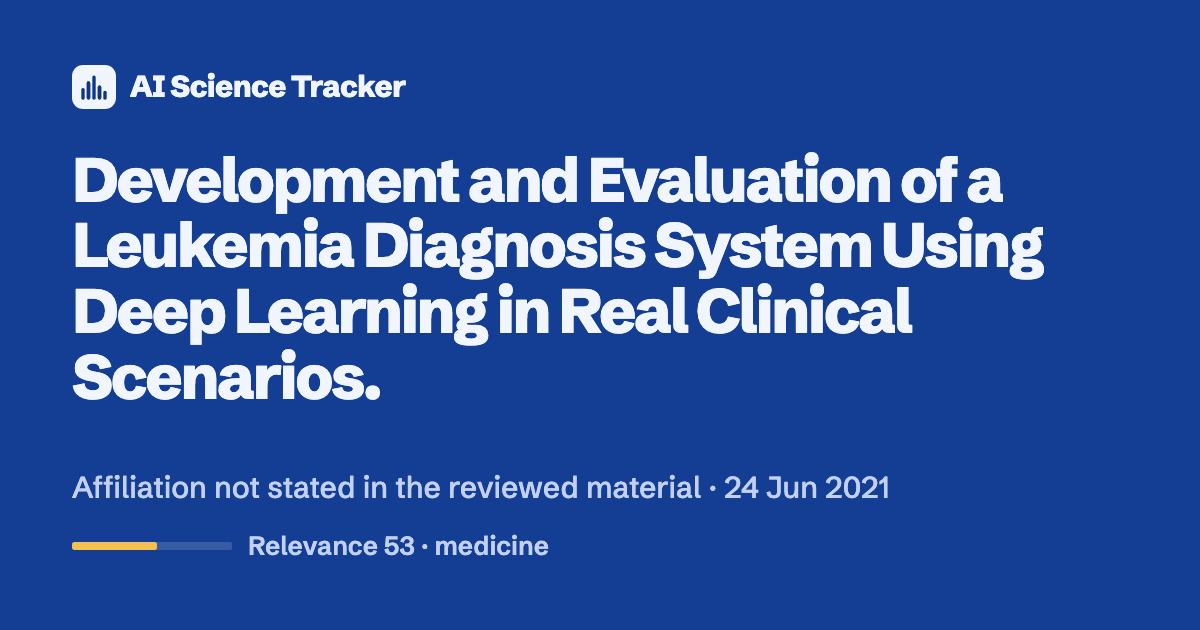 AI Science Tracker
Development and Evaluation of a
Leukemia Diagnosis System Using
Deep Learning in Real Clinical
Scenarios.
Affiliation not stated in the reviewed material · 24 Jun 2021
Relevance 53 · medicine